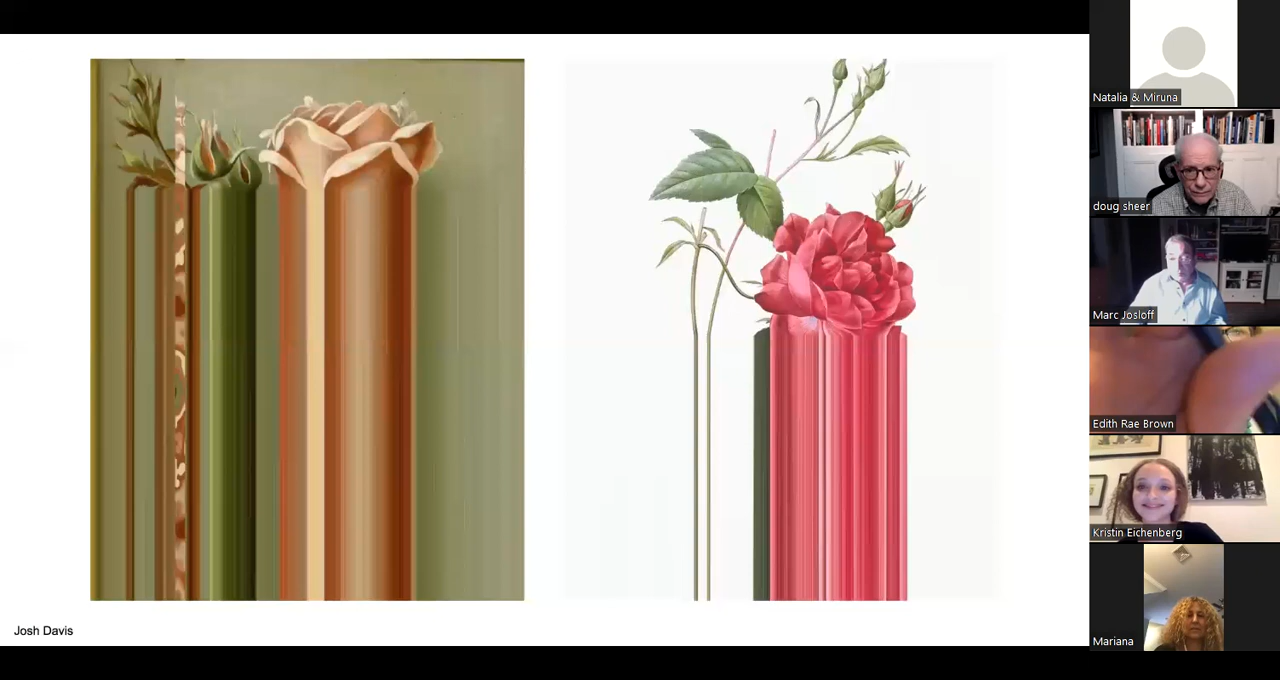 Josh Davis
Natalia & Miruna
doug sheer
Marc Josloff
Edith Rae Brown
Kristin Eichenberg
Mariana